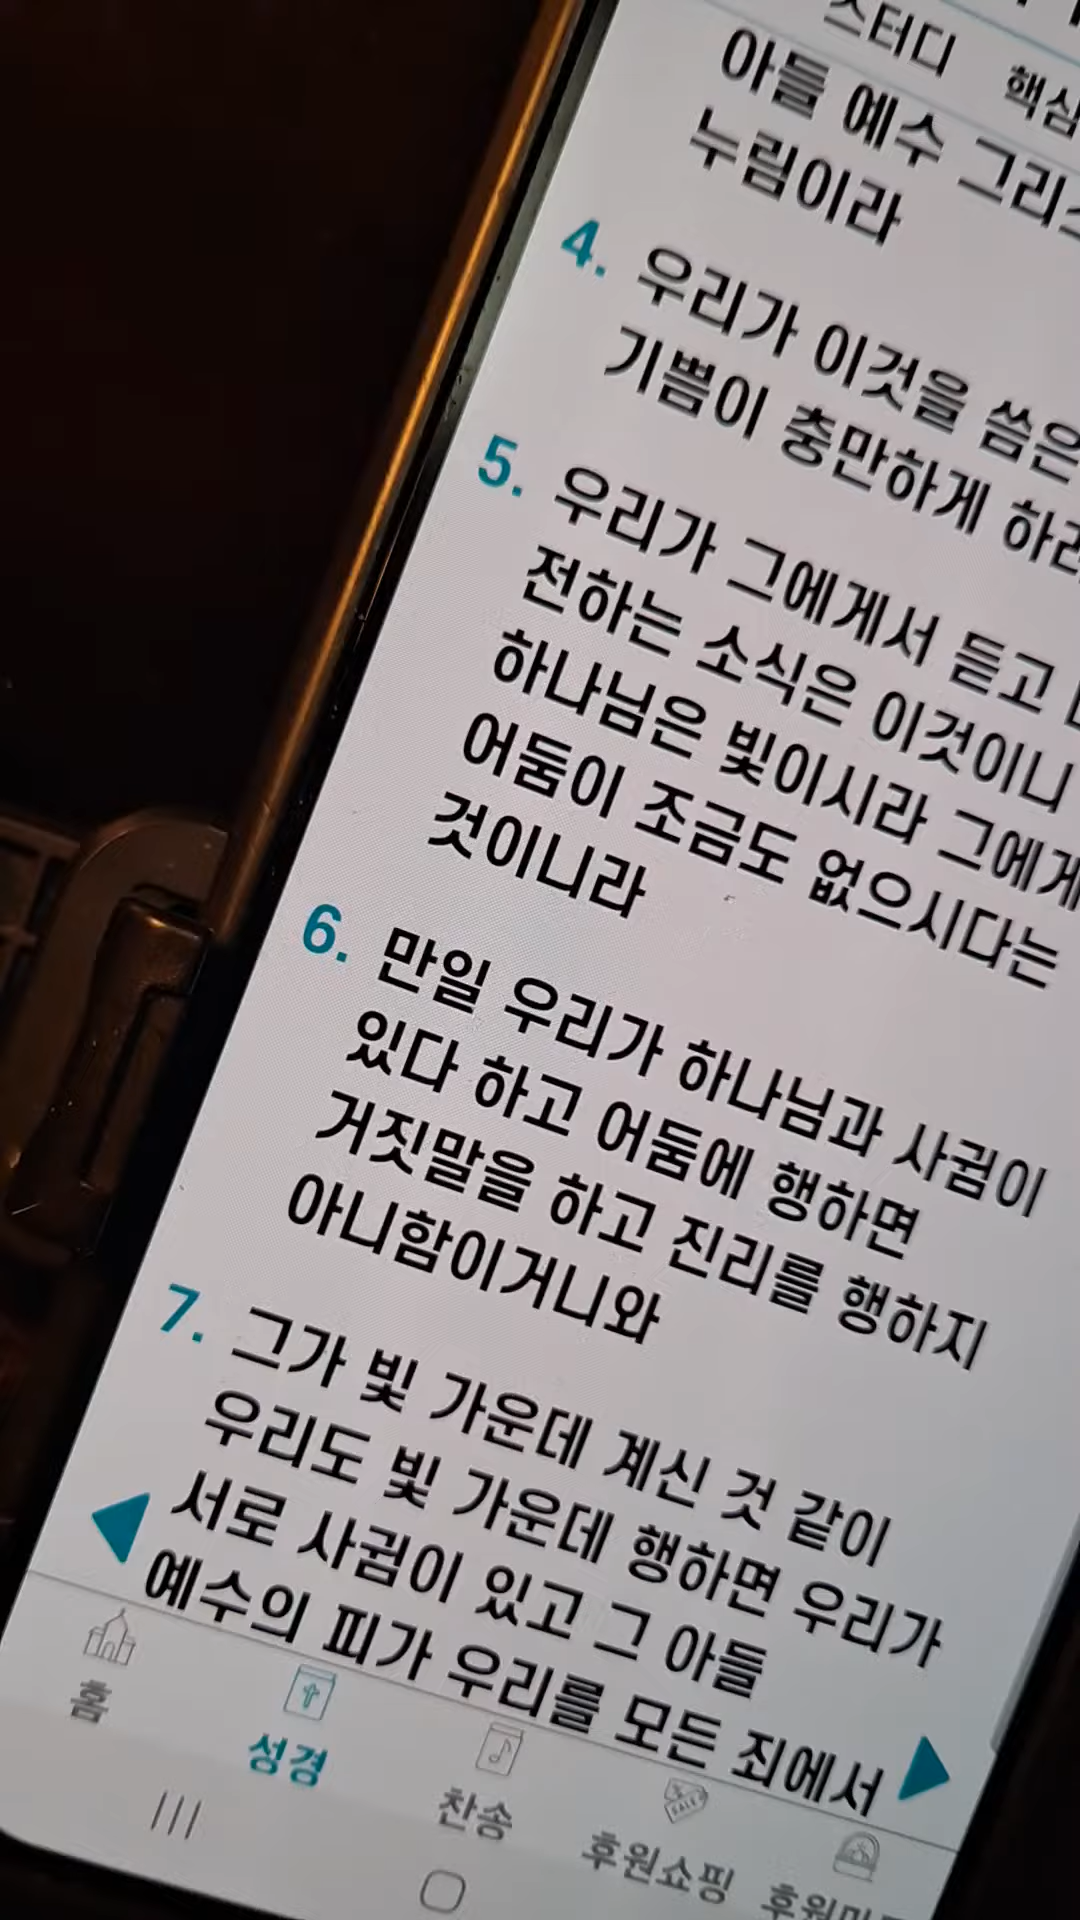 스터디 핵심
아들 예수
누림이라
4. 우리가 이것을 씀은
기쁨이 충만하게
5. 우리가 그에게서 듣고
전하는 소식은 이것이니
하나님은 빛이시라 그에게
어둠이 조금도 없으시다는
것이니라
6. 만일 우리가 하나님과 사귐이
있다 하고 어둠에 행하면
거짓말을 하고 진리를 행하지
아니함이거니와
7. 그가 빛 가운데 계신 것 같이
우리도 빛 가운데 행하면 우리가
서로 사귐이 있고 그 아들
예수의 피가 우리를 모든 죄에서
홈 성경 찬송 후원쇼핑
SALE